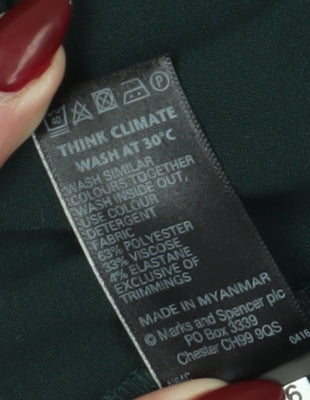 40 P
THINK CLIMATE
WASH AT 30°C
WASH SIMILAR
COLOURS TOGETHER
WASH INSIDE OUT,
USE COLOUR
DETERGENT
FABRIC
63% POLYESTER
33% VISCOSE
4% ELASTANE
EXCLUSIVE OF
TRIMMINGS
MADE IN MYANMAR
© Marks and Spencer plc
PO Box 3339
Chester CH99 9QS
0416